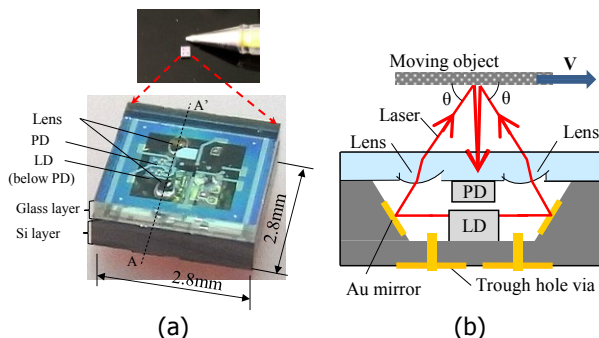 A'
Lens
PD
LD
(below PD)
Glass layer
Si layer
A
2.8mm
2.8mm
(a)
Moving object
V
θ
θ
Laser
Lens
Lens
PD
LD
Au mirror
Trough hole via
(b)